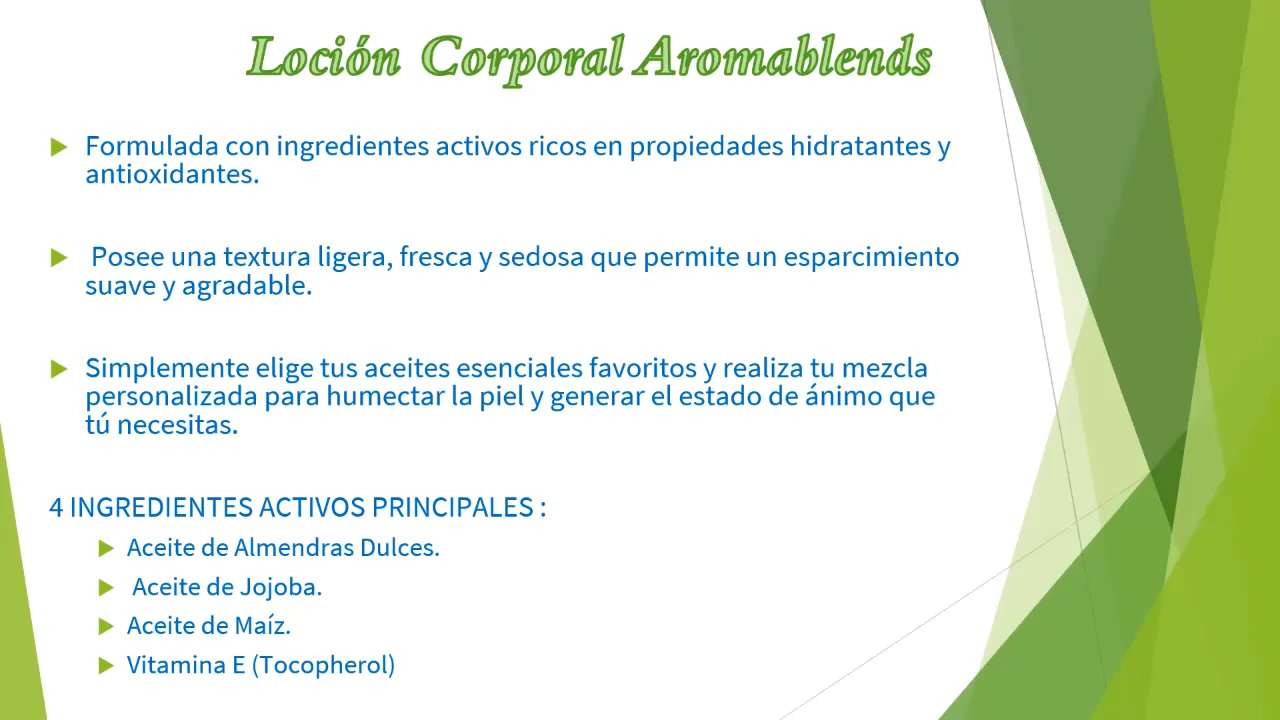 Loción Corporal Aromablends
Formulada con ingredientes activos ricos en propiedades hidratantes y
antioxidantes.
Posee una textura ligera, fresca y sedosa que permite un esparcimiento
suave y agradable.
Simplemente elige tus aceites esenciales favoritos y realiza tu mezcla
personalizada para humectar la piel y generar el estado de ánimo que
tú necesitas.
4 INGREDIENTES ACTIVOS PRINCIPALES :
Aceite de Almendras Dulces.
Aceite de Jojoba.
Aceite de Maíz.
Vitamina E (Tocopherol)